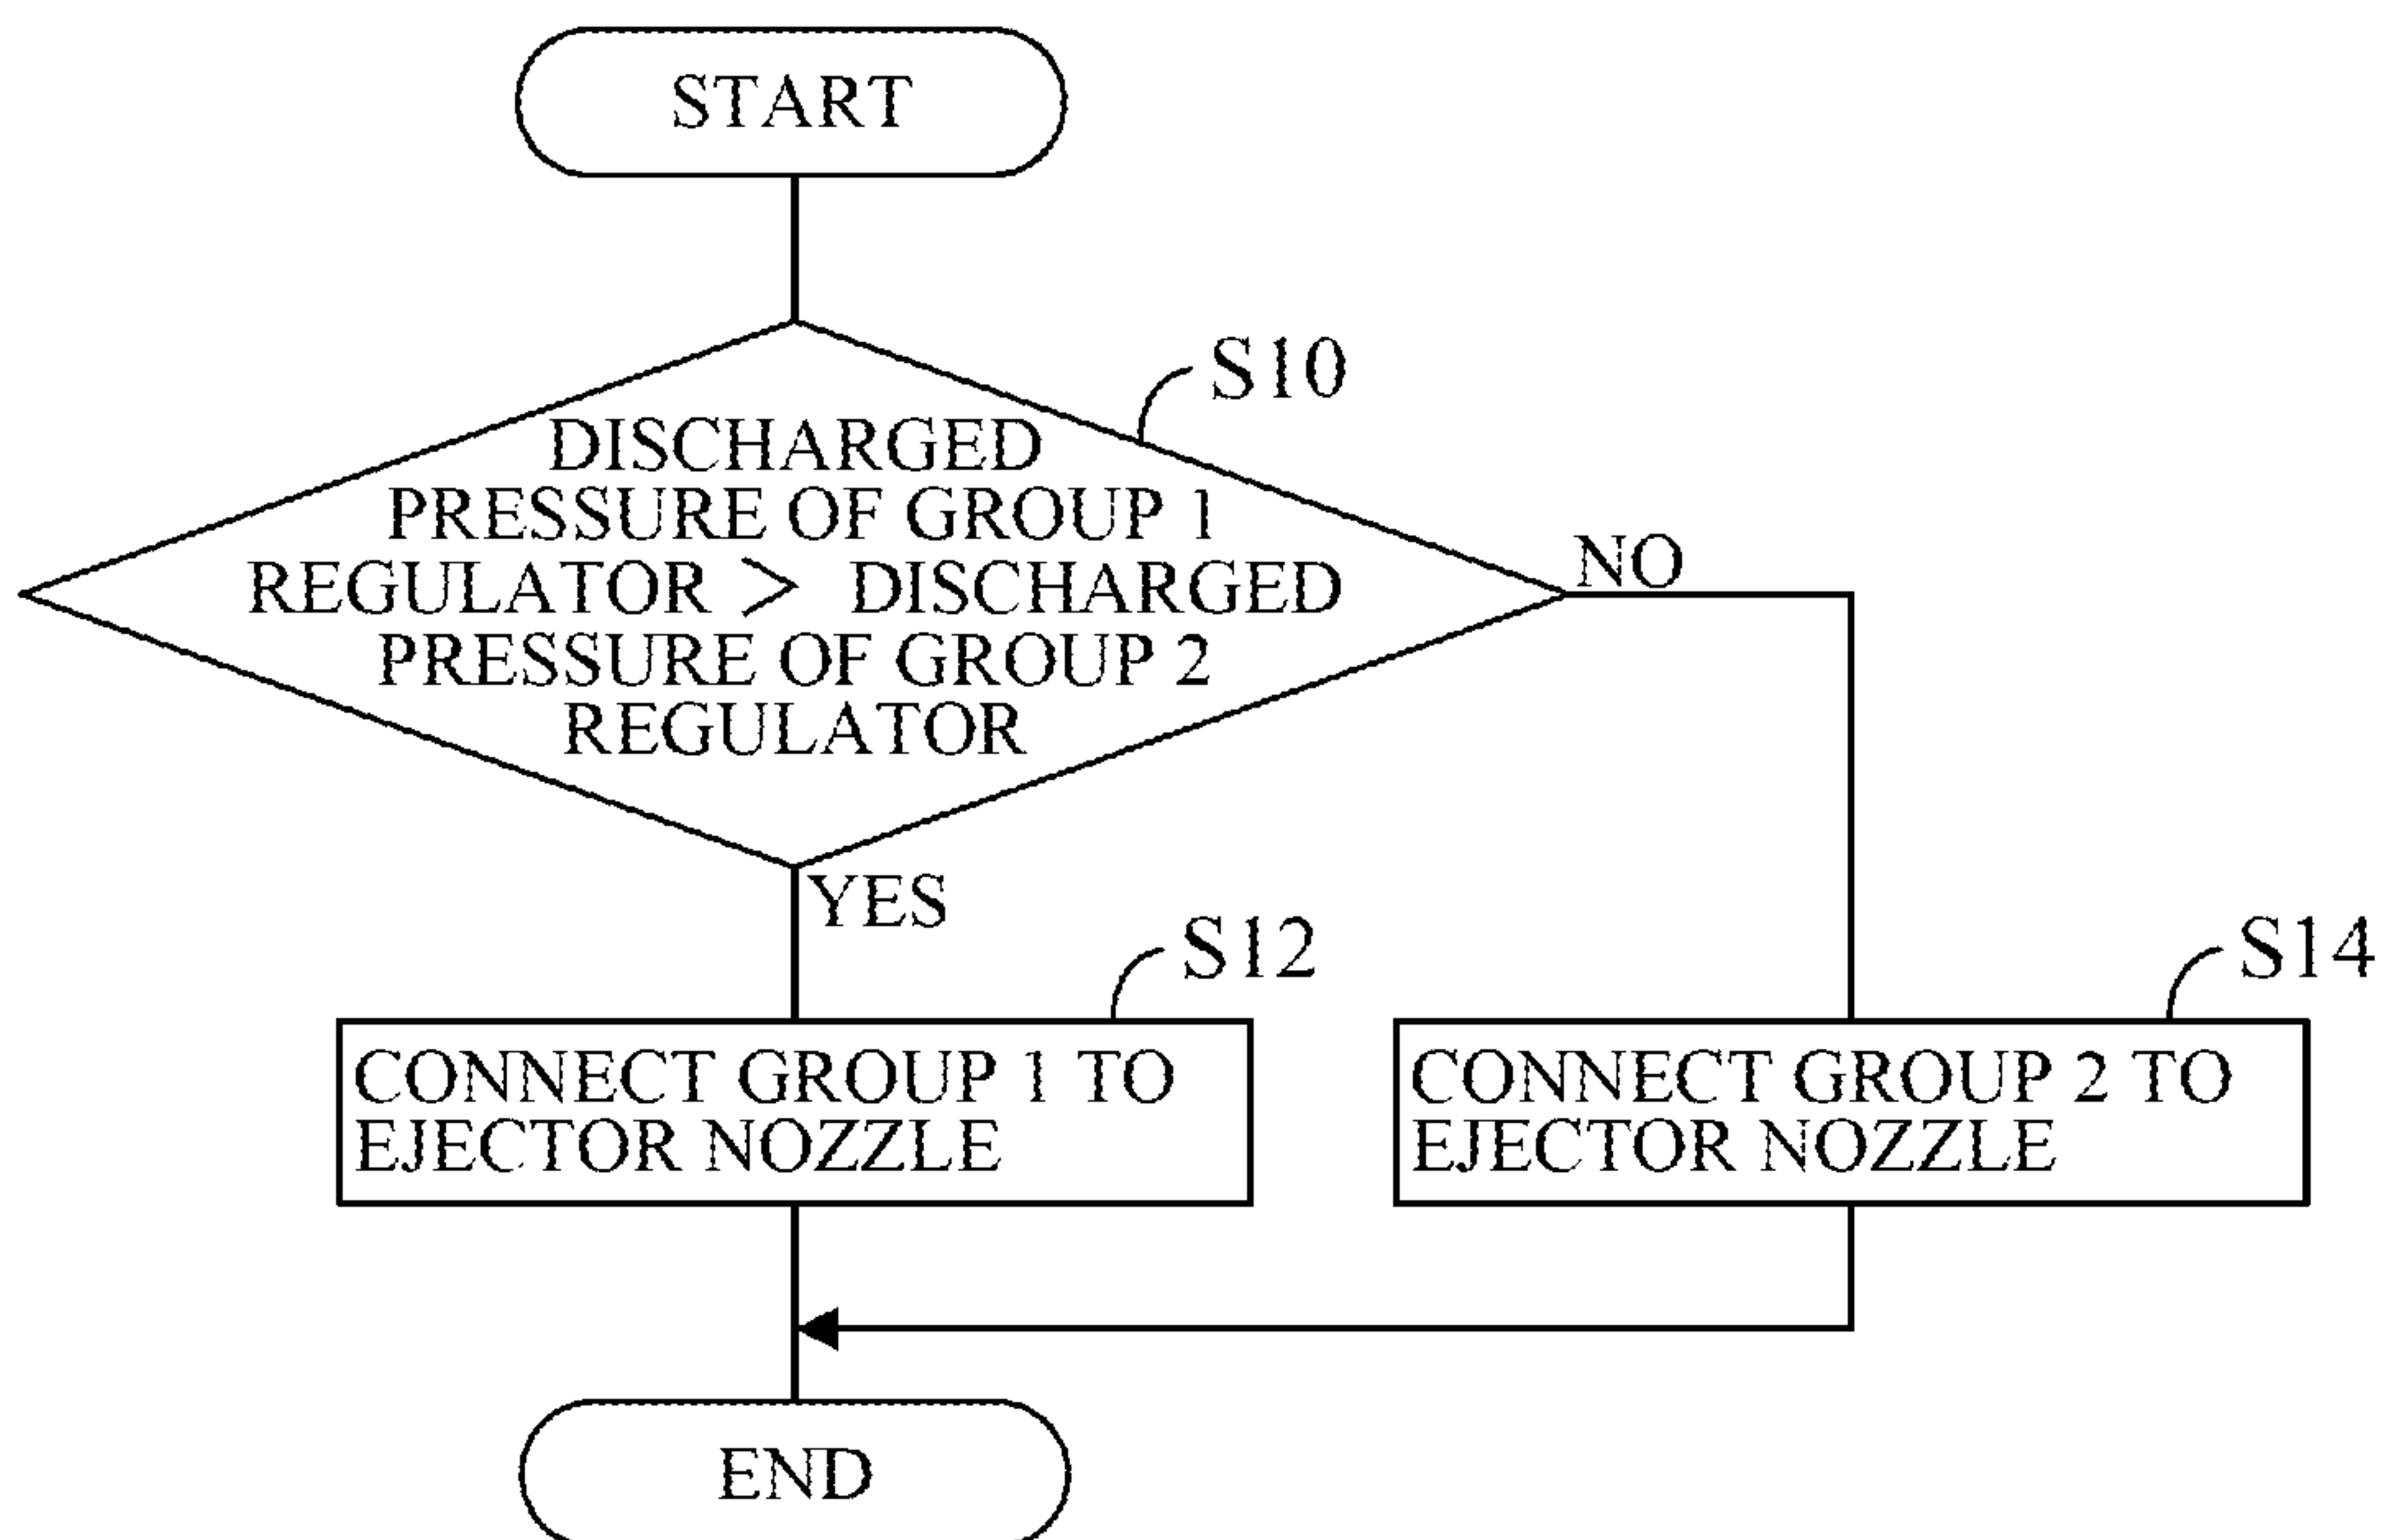 START
S10
DISCHARGED
PRESSURE OF GROUP 1
REGULATOR > DISCHARGED
PRESSURE OF GROUP 2
REGULATOR
NO
YES
S12
S14
CONNECT GROUP 1 TO
EJECTOR NOZZLE
CONNECT GROUP 2 TO
EJECTOR NOZZLE
END